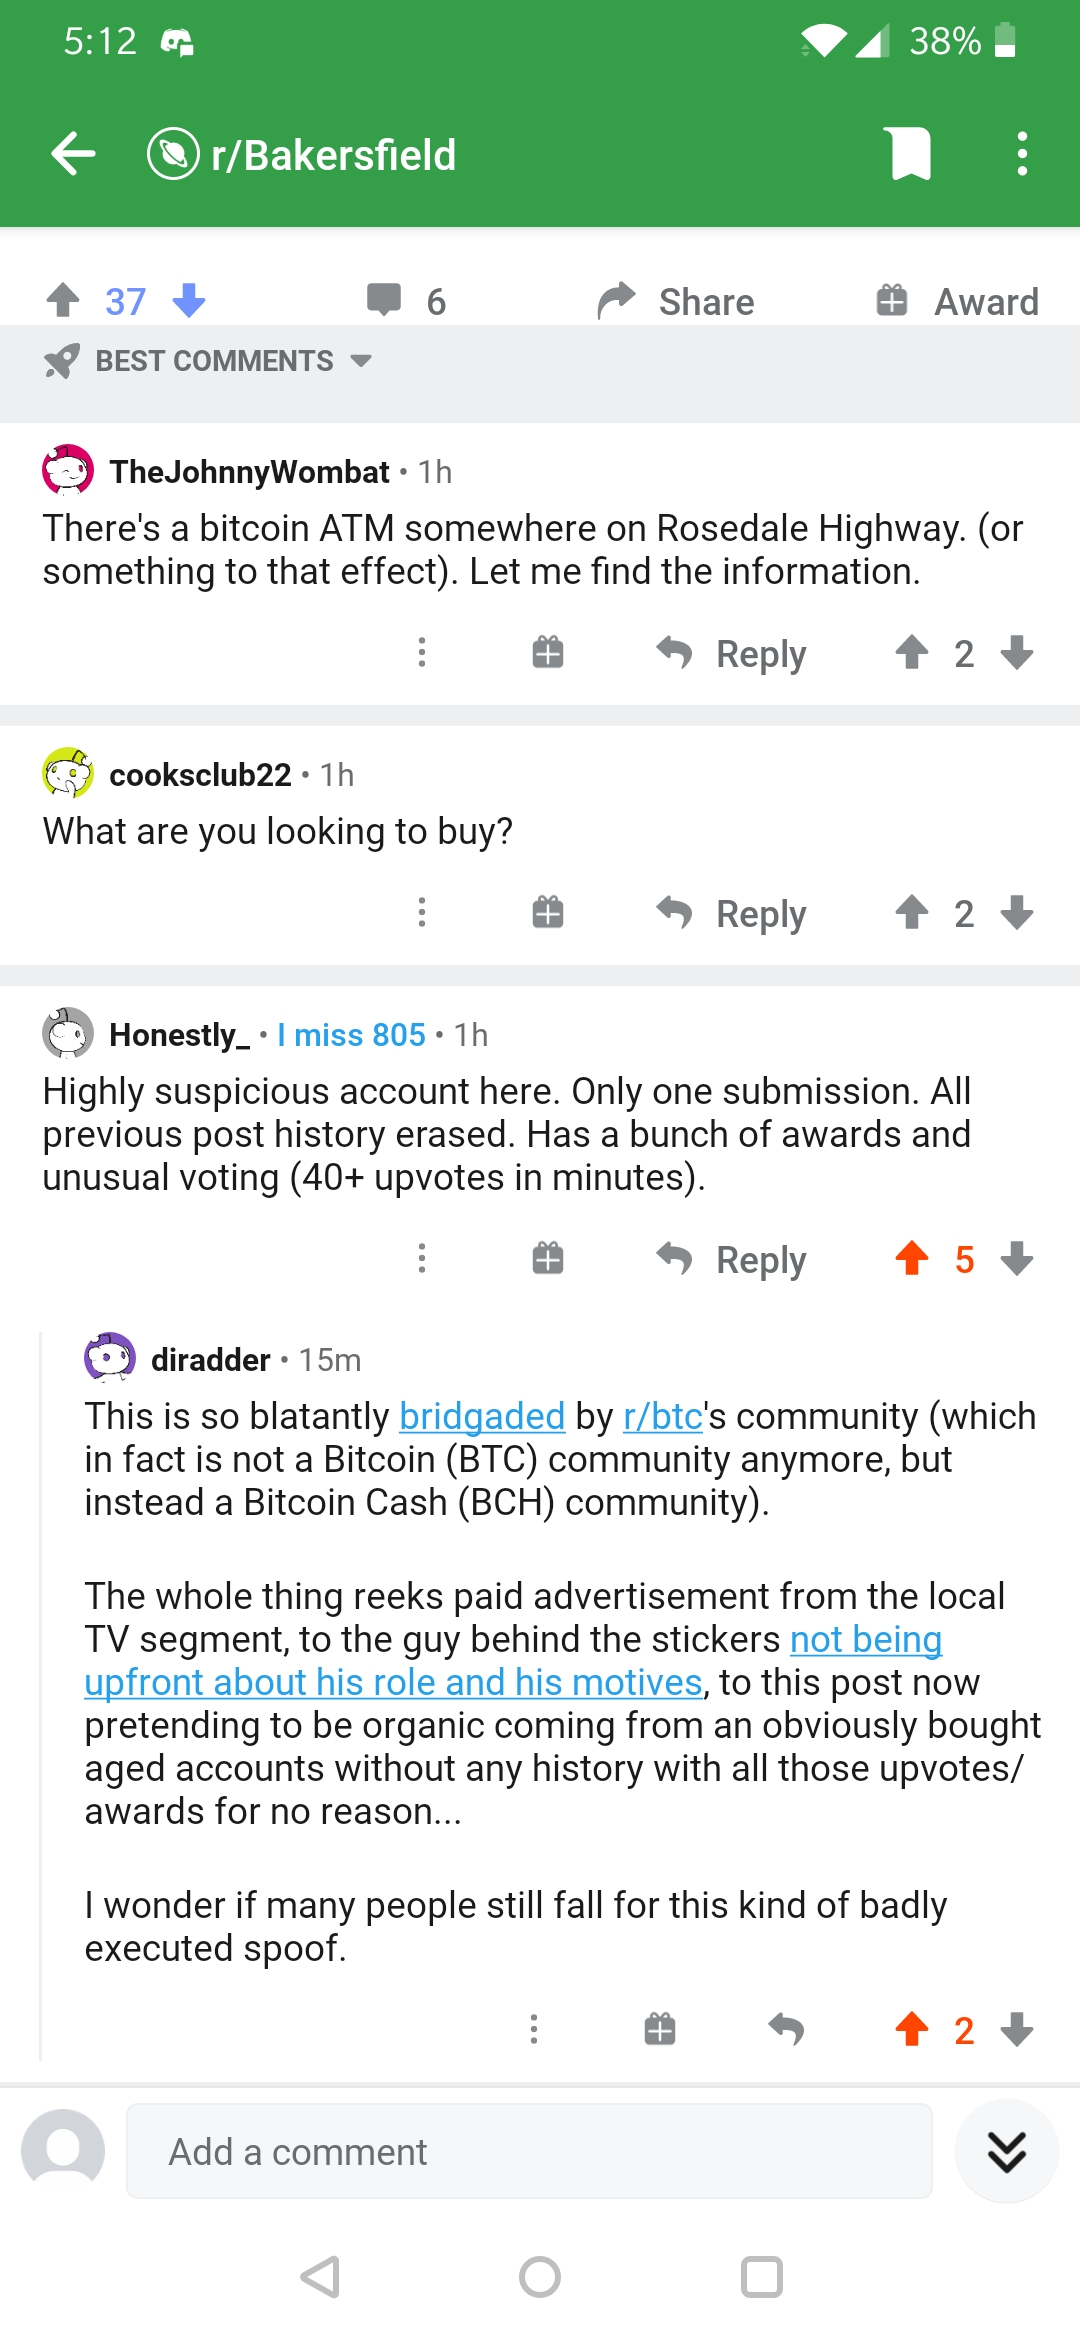 5:12
38%
r/Bakersfield
37
6
Share
Award
BEST COMMENTS
TheJohnnyWombat • 1h
There's a bitcoin ATM somewhere on Rosedale Highway. (or
something to that effect). Let me find the information.
Reply
2
cooksclub22 • 1h
What are you looking to buy?
Reply
2
Honestly_ • I miss 805 • 1h
Highly suspicious account here. Only one submission. All
previous post history erased. Has a bunch of awards and
unusual voting (40+ upvotes in minutes).
Reply
5
diradder • 15m
This is so blatantly bridgaded by r/btc's community (which
in fact is not a Bitcoin (BTC) community anymore, but
instead a Bitcoin Cash (BCH) community).
The whole thing reeks paid advertisement from the local
TV segment, to the guy behind the stickers not being
upfront about his role and his motives, to this post now
pretending to be organic coming from an obviously bought
aged accounts without any history with all those upvotes/
awards for no reason...
I wonder if many people still fall for this kind of badly
executed spoof.
2
Add a comment